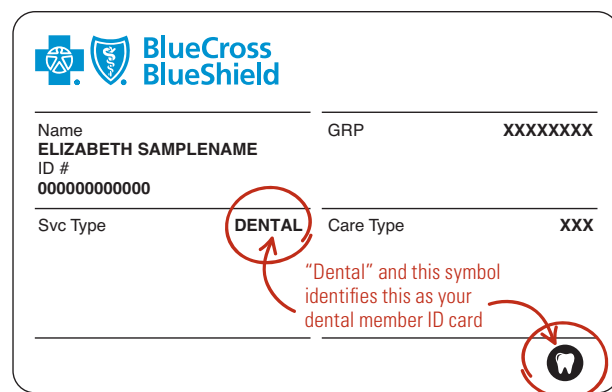 BlueCross
BlueShield
Name
ELIZABETH SAMPLENAME
ID #
000000000000
GRP XXXXXXXX
Svc Type DENTAL
Care Type XXX
“Dental” and this symbol
identifies this as your
dental member ID card